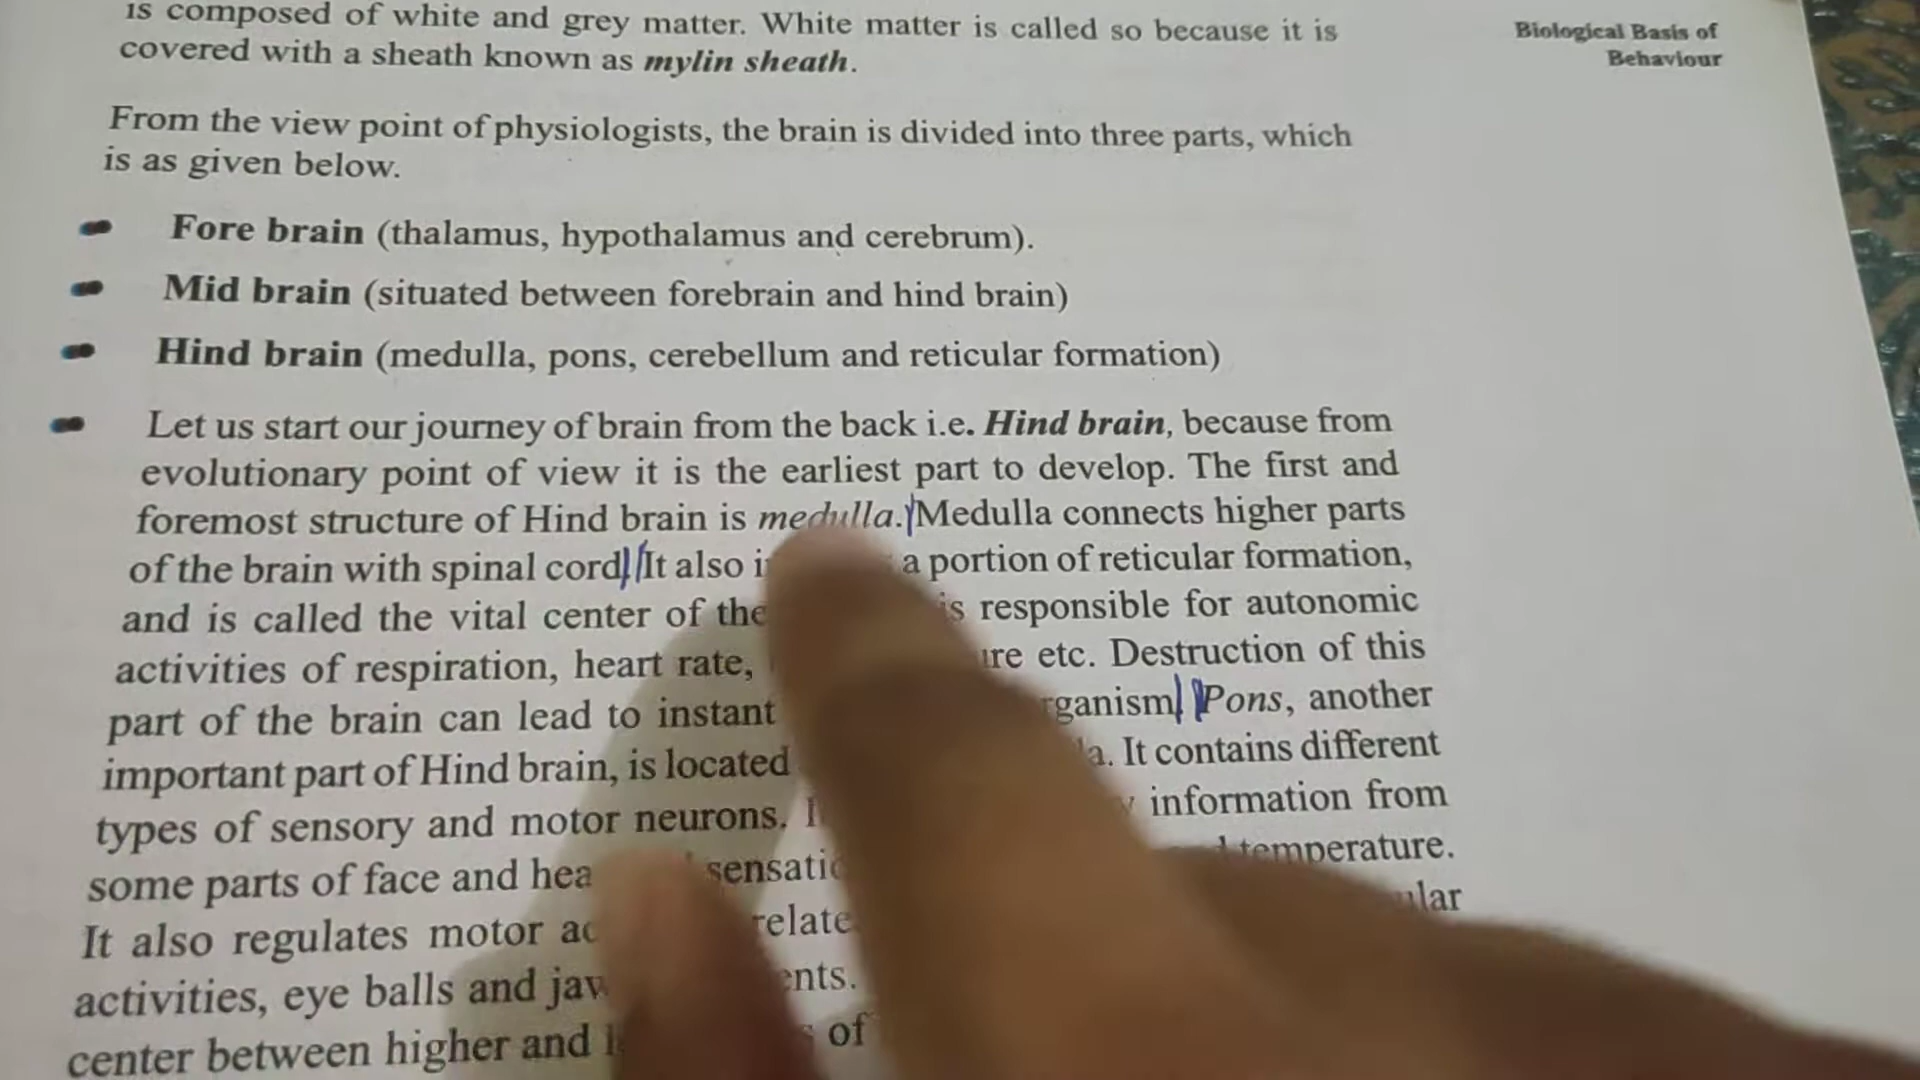 is composed of white and grey matter. White matter is called so because it is
covered with a sheath known as mylin sheath.
Biological Basis of
Behaviour
From the view point of physiologists, the brain is divided into three parts, which
is as given below.
Fore brain (thalamus, hypothalamus and cerebrum).
Mid brain (situated between forebrain and hind brain)
Hind brain (medulla, pons, cerebellum and reticular formation)
Let us start our journey of brain from the back i.e. Hind brain, because from
evolutionary point of view it is the earliest part to develop. The first and
foremost structure of Hind brain is medulla. Medulla connects higher parts
of the brain with spinal cord. It also a portion of reticular formation,
and is called the vital center of the is responsible for autonomic
activities of respiration, heart rate, etc. Destruction of this
part of the brain can lead to instant Pons, another
important part of Hind brain, is located It contains different
types of sensory and motor neurons. information from
some parts of face and temperature.
It also regulates motor
activities, eye balls and
center between higher and of